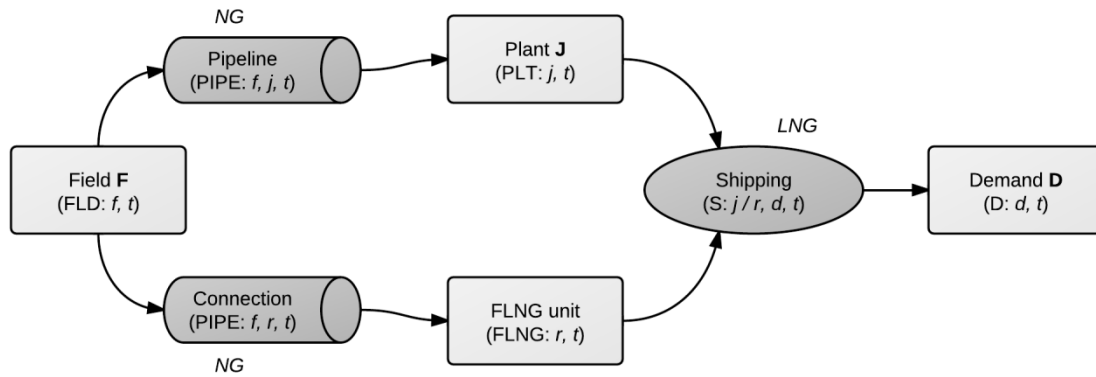 NG
Pipeline
(PIPE: f, j, t)
Plant J
(PLT: j, t)
LNG
Field F
(FLD: f, t)
Shipping
(S: j / r, d, t)
Demand D
(D: d, t)
Connection
(PIPE: f, r, t)
FLNG unit
(FLNG: r, t)
NG